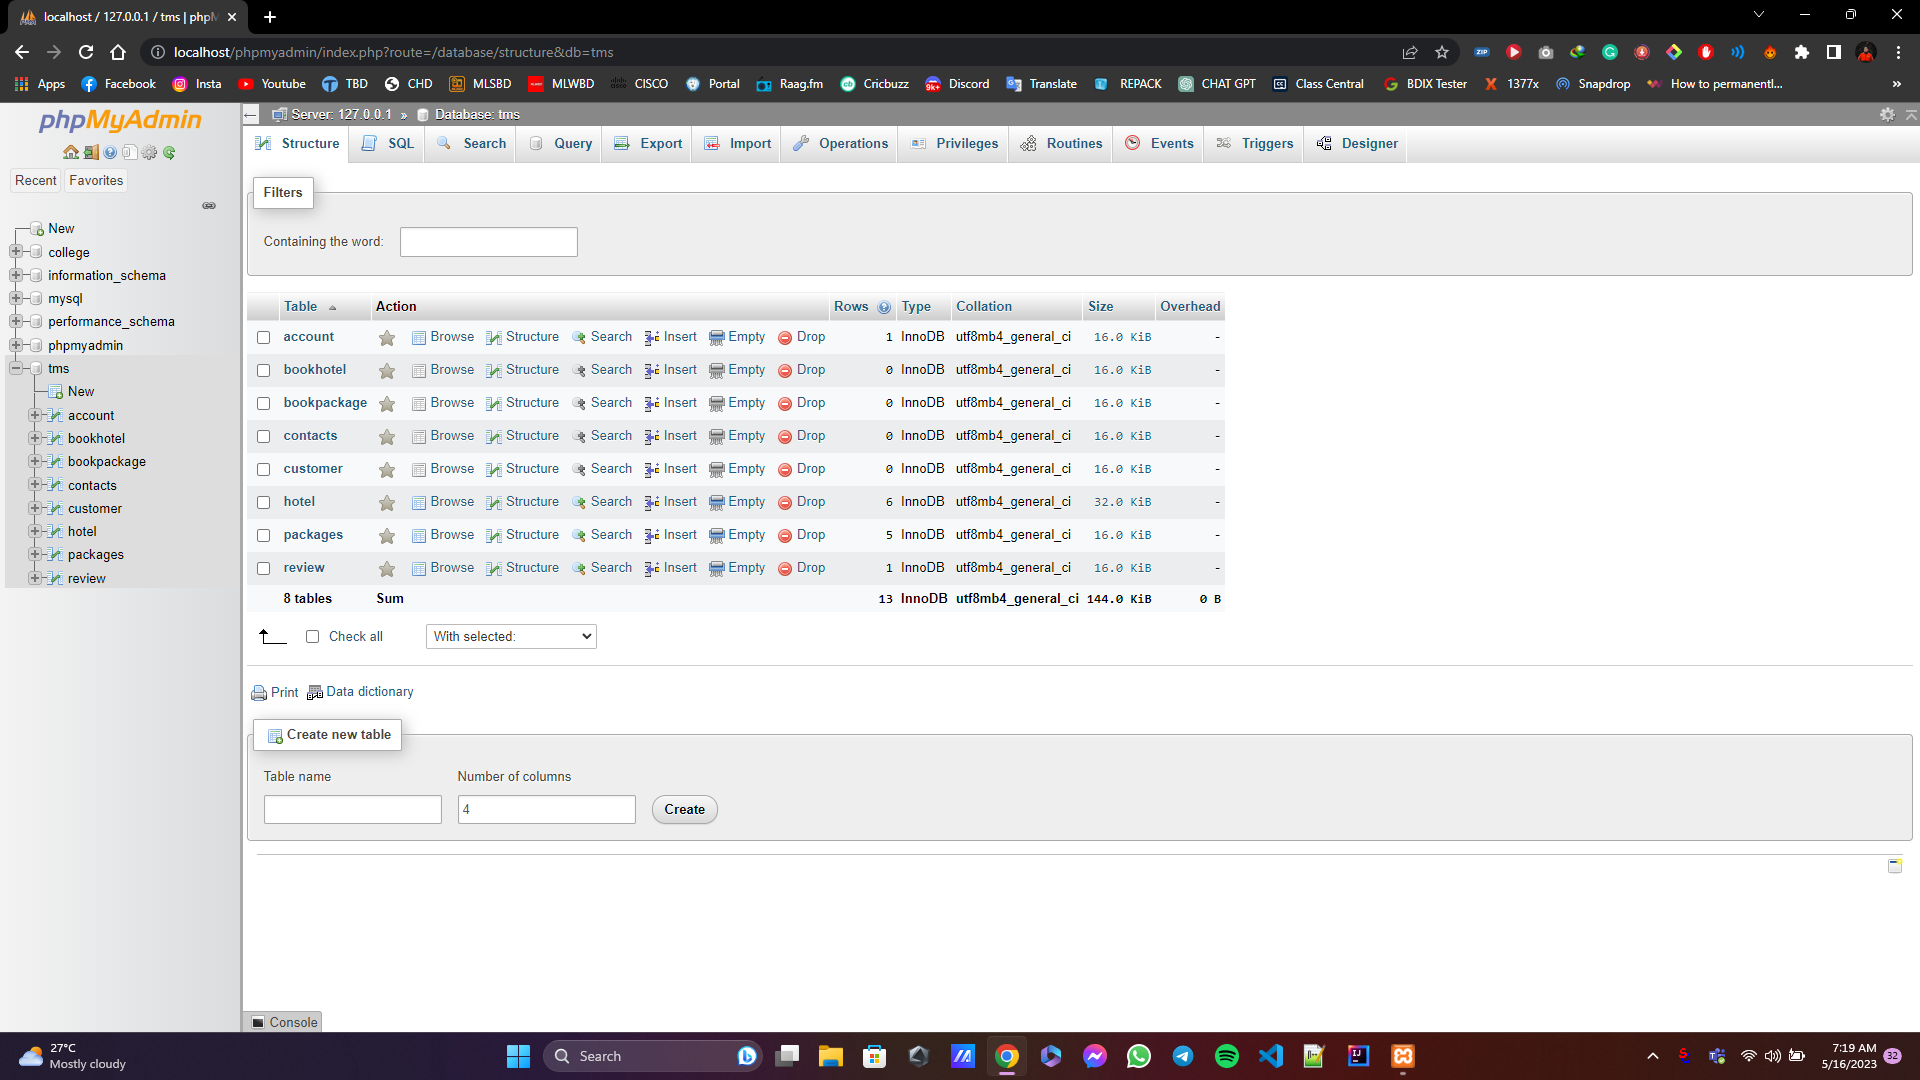 localhost / 127.0.0.1 / tms | phpM
localhost/phpmyadmin/index.php?route=/database/structure&db=tms
Apps Facebook Insta Youtube TBD CHD MLSBD MLWBD CISCO Portal Raag.fm Cricbuzz Discord Translate REPACK CHAT GPT Class Central BDIX Tester 1377x Snapdrop How to permanentl...
phpMyAdmin
Recent Favorites
New
college
information_schema
mysql
performance_schema
phpmyadmin
tms
New
account
bookhotel
bookpackage
contacts
customer
hotel
packages
review
Server: 127.0.0.1 » Database: tms
Structure SQL Search Query Export Import Operations Privileges Routines Events Triggers Designer
Filters
Containing the word:
Table Action Rows Type Collation Size Overhead
account Browse Structure Search Insert Empty Drop 1 InnoDB utf8mb4_general_ci 16.0 KiB -
bookhotel Browse Structure Search Insert Empty Drop 0 InnoDB utf8mb4_general_ci 16.0 KiB -
bookpackage Browse Structure Search Insert Empty Drop 0 InnoDB utf8mb4_general_ci 16.0 KiB -
contacts Browse Structure Search Insert Empty Drop 0 InnoDB utf8mb4_general_ci 16.0 KiB -
customer Browse Structure Search Insert Empty Drop 0 InnoDB utf8mb4_general_ci 16.0 KiB -
hotel Browse Structure Search Insert Empty Drop 6 InnoDB utf8mb4_general_ci 32.0 KiB -
packages Browse Structure Search Insert Empty Drop 5 InnoDB utf8mb4_general_ci 16.0 KiB -
review Browse Structure Search Insert Empty Drop 1 InnoDB utf8mb4_general_ci 16.0 KiB -
8 tables Sum 13 InnoDB utf8mb4_general_ci 144.0 KiB 0 B
Check all With selected:
Print Data dictionary
Create new table
Table name Number of columns
4 Create
Console
27°C
Mostly cloudy
Search
7:19 AM
5/16/2023
32